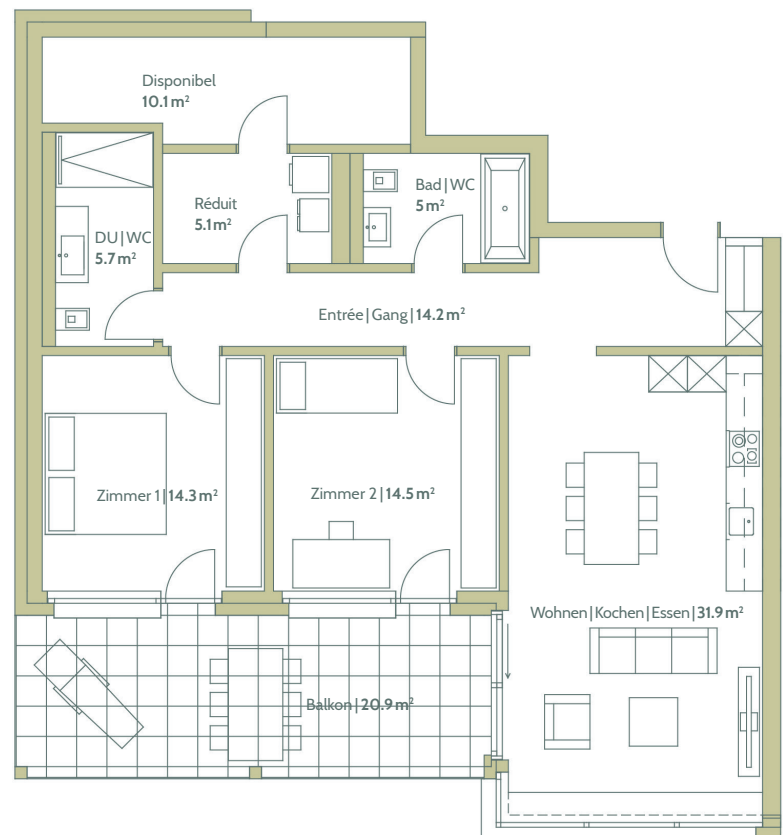 Disponibel
10.1 m²
Réduit
5.1 m²
Bad | WC
5 m²
DU | WC
5.7 m²
Entrée | Gang | 14.2 m²
Zimmer 1 | 14.3 m²
Zimmer 2 | 14.5 m²
Wohnen | Kochen | Essen | 31.9 m²
Balkon | 20.9 m²